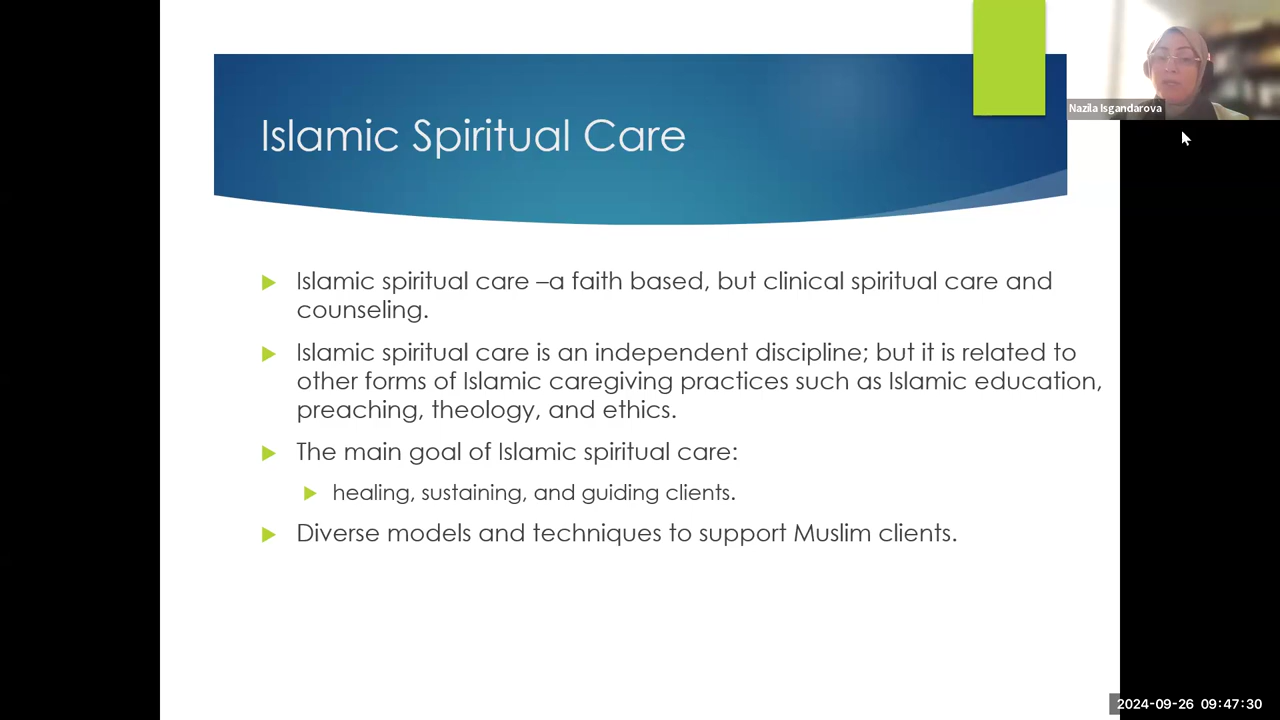 Islamic Spiritual Care
Nazila Isgandarova
Islamic spiritual care –a faith based, but clinical spiritual care and
counseling.
Islamic spiritual care is an independent discipline; but it is related to
other forms of Islamic caregiving practices such as Islamic education,
preaching, theology, and ethics.
The main goal of Islamic spiritual care:
healing, sustaining, and guiding clients.
Diverse models and techniques to support Muslim clients.
2024-09-26 09:47:30